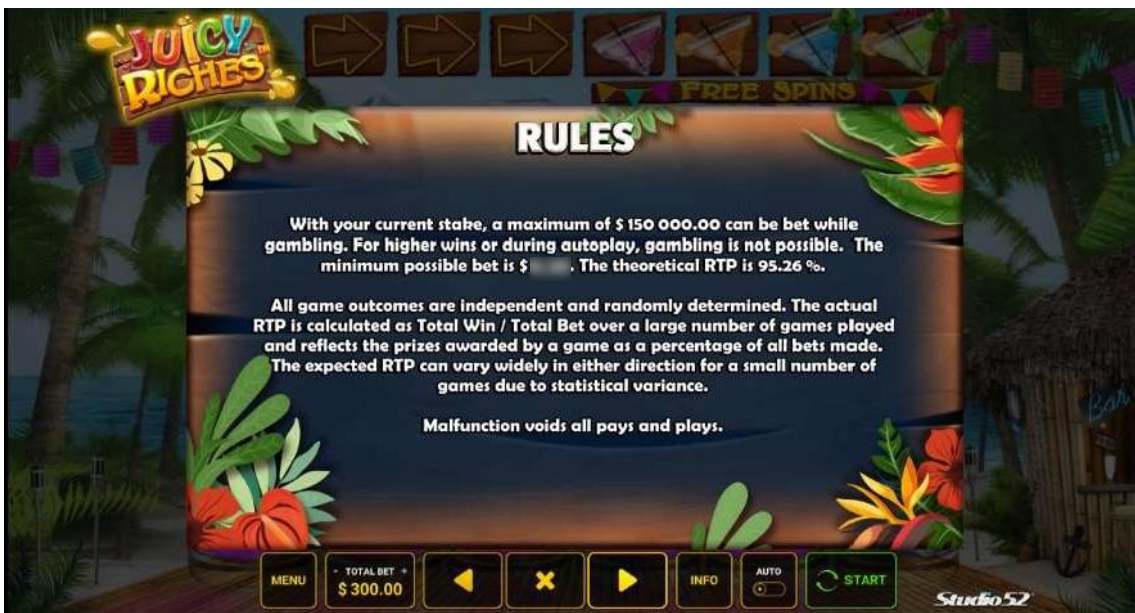 JUICY
RICHES
FREE SPINS
RULES
With your current stake, a maximum of $150 000.00 can be bet while
gambling. For higher wins or during autoplay, gambling is not possible. The
minimum possible bet is $ . The theoretical RTP is 95.26 %.
All game outcomes are independent and randomly determined. The actual
RTP is calculated as Total Win / Total Bet over a large number of games played
and reflects the prizes awarded by a game as a percentage of all bets made.
The expected RTP can vary widely in either direction for a small number of
games due to statistical variance.
Malfunction voids all pays and plays.
Bar
MENU
- TOTAL BET +
$ 300.00
INFO
AUTO
START
Studio52